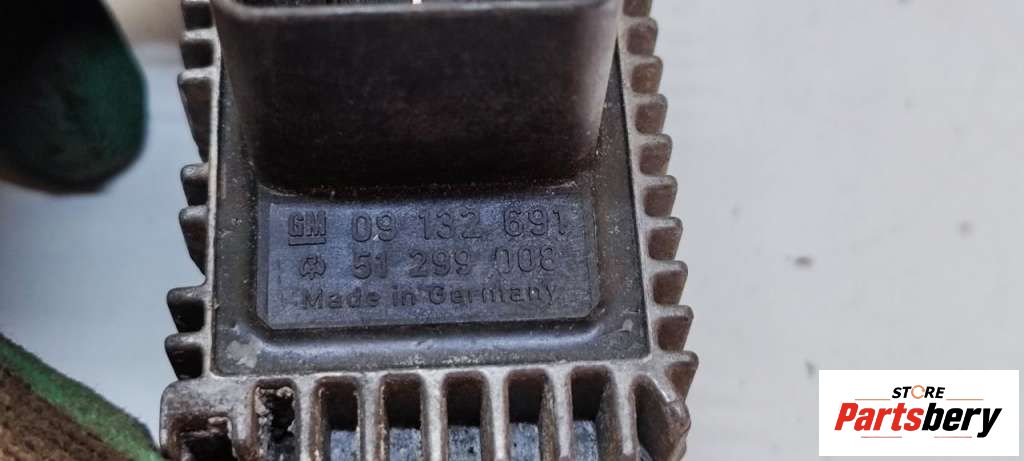 GM 09 132 691
51 299 008
Made in Germany
STORE
Partsbery